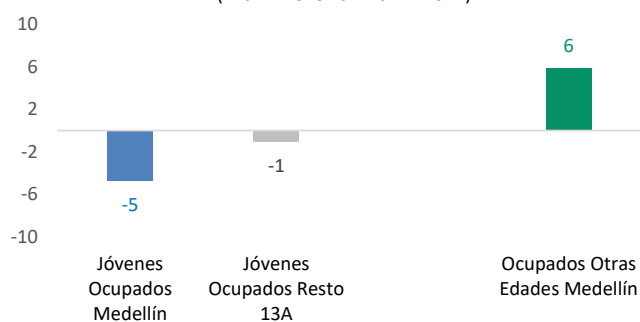 10
6
2
-2
-6
-10
6
-1
-5
Jóvenes
Ocupados
Medellín
Jóvenes
Ocupados Resto
13A
Ocupados Otras
Edades Medellín